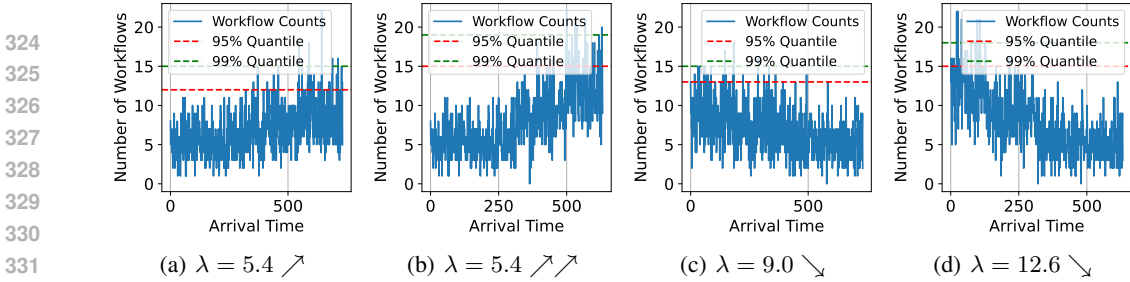 324
325
326
327
328
329
330
331
Number of Workflows
20
15
10
5
0
Workflow Counts
95% Quantile
99% Quantile
0 500
Arrival Time
(a) λ = 5.4 ↗
Number of Workflows
20
15
10
5
0
Workflow Counts
95% Quantile
99% Quantile
0 250 500
Arrival Time
(b) λ = 5.4 ↗↗
Number of Workflows
20
15
10
5
0
Workflow Counts
95% Quantile
99% Quantile
0 500
Arrival Time
(c) λ = 9.0 ↘
Number of Workflows
20
15
10
5
0
Workflow Counts
95% Quantile
99% Quantile
0 250 500
Arrival Time
(d) λ = 12.6 ↘